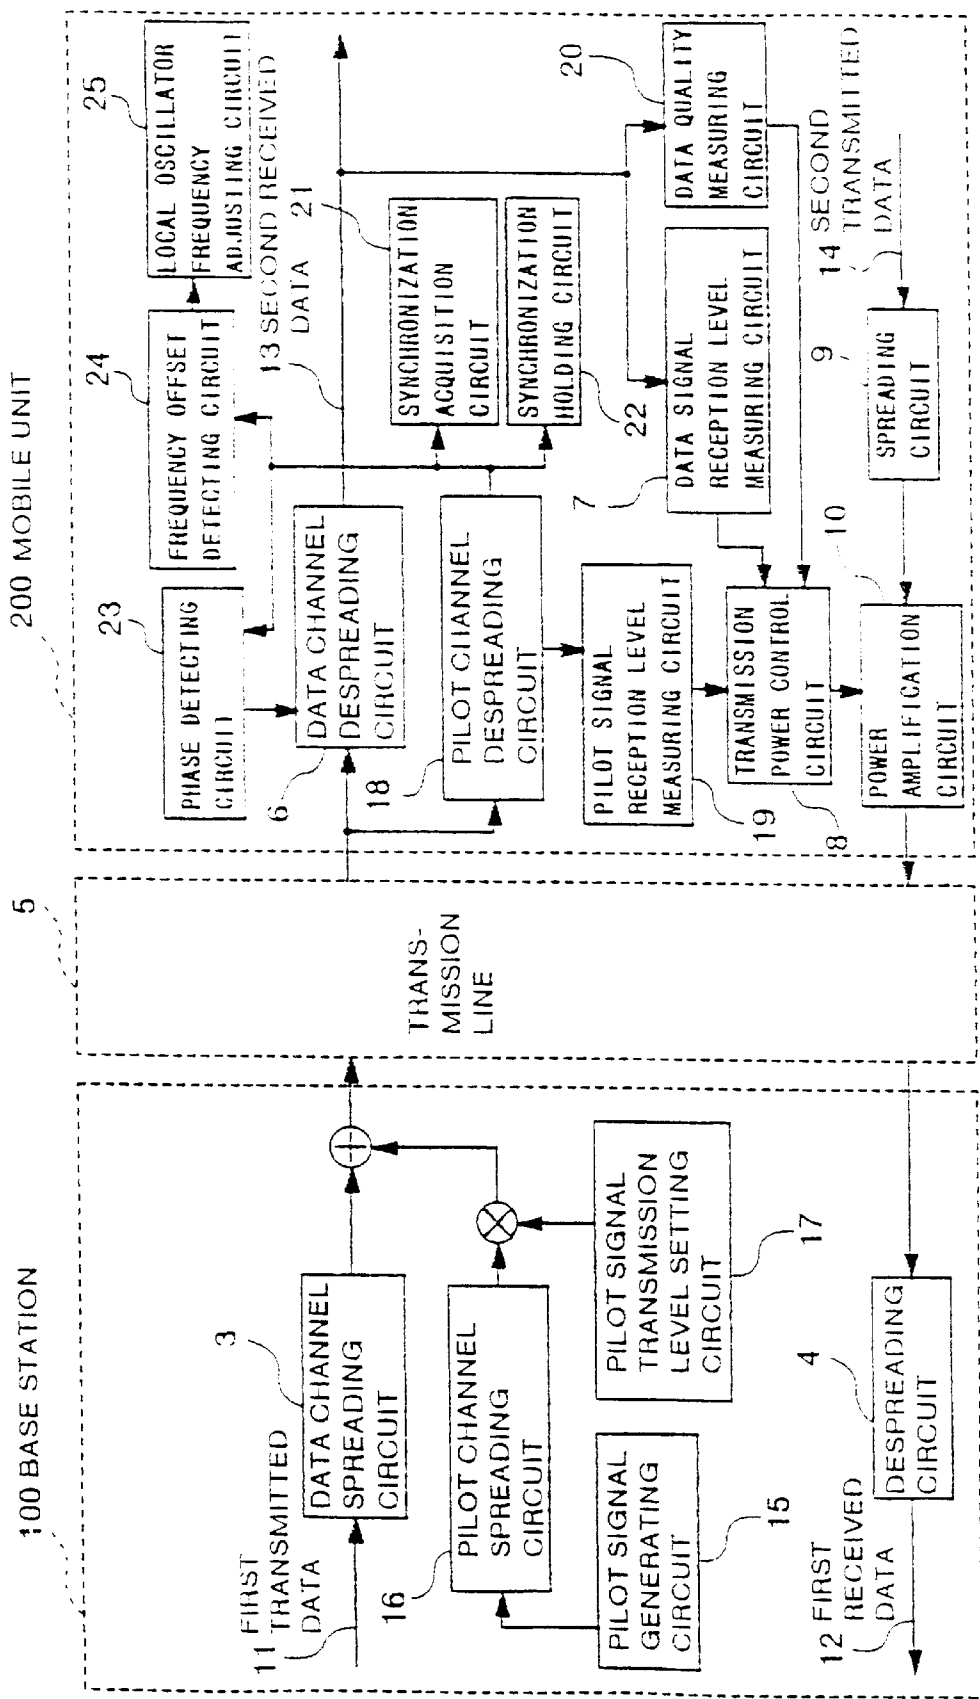 100 BASE STATION
5
200 MOBILE UNIT
11 FIRST
TRANSMITTED
DATA
3
DATA CHANNEL
SPREADING
CIRCUIT
16
PILOT CHANNEL
SPREADING
CIRCUIT
PILOT SIGNAL
GENERATING
CIRCUIT
15
PILOT SIGNAL
TRANSMISSION
LEVEL SETTING
CIRCUIT
17
12 FIRST
RECEIVED
DATA
4
DESPREADING
CIRCUIT
TRANS-
MISSION
LINE
23
PHASE DETECTING
CIRCUIT
24
FREQUENCY OFFSET
DETECTING CIRCUIT
25
LOCAL OSCILLATOR
FREQUENCY
ADJUSTING CIRCUIT
6
DATA CHANNEL
DESPREADING
CIRCUIT
13 SECOND RECEIVED
DATA
18
PILOT CHANNEL
DESPREADING
CIRCUIT
21
SYNCHRONIZATION
ACQUISITION
CIRCUIT
SYNCHRONIZATION
HOLDING CIRCUIT
22
PILOT SIGNAL
RECEPTION LEVEL
MEASURING CIRCUIT
19
7
DATA SIGNAL
RECEPTION LEVEL
MEASURING CIRCUIT
20
DATA QUALITY
MEASURING
CIRCUIT
TRANSMISSION
POWER CONTROL
CIRCUIT
8
10
POWER
AMPLIFICATION
CIRCUIT
9
SPREADING
CIRCUIT
14 SECOND
TRANSMITTED
DATA